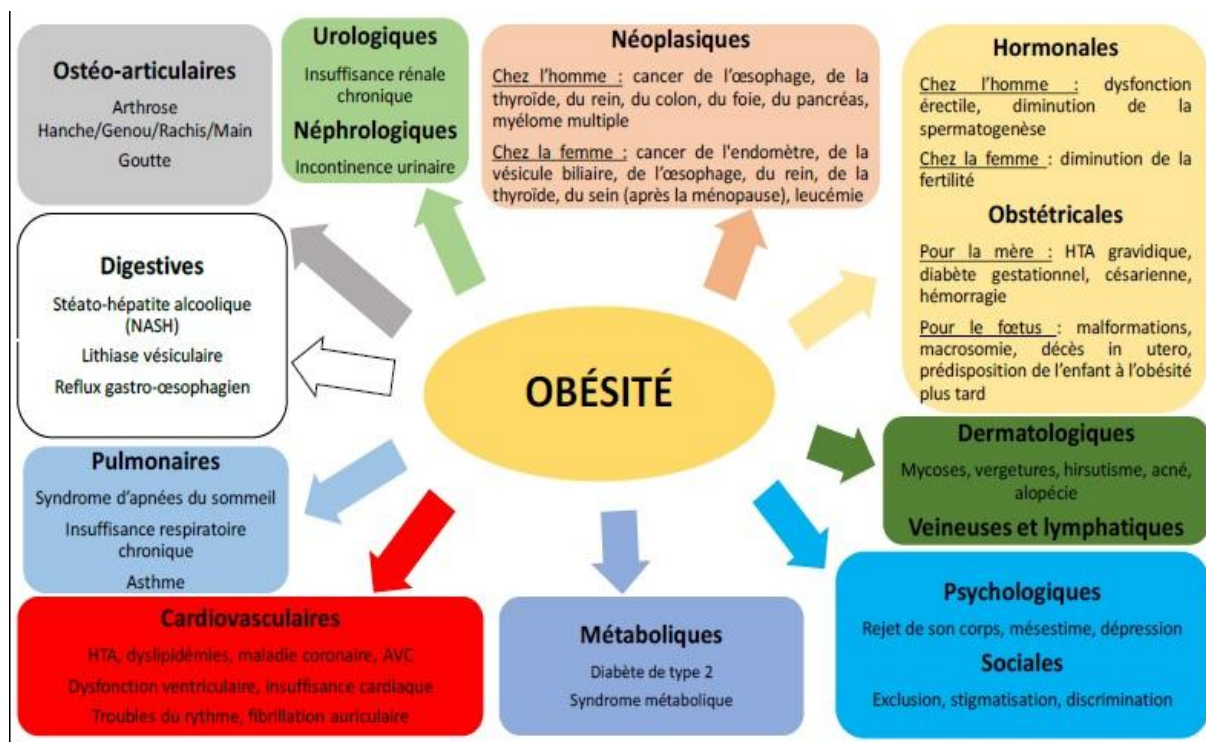 Ostéo-articulaires
Arthrose
Hanche/Genou/Rachis/Main
Goutte
Urologiques
Insuffisance rénale
chronique
Néphrologiques
Incontinence urinaire
Néoplasiques
Chez l'homme : cancer de l'œsophage, de la
thyroïde, du rein, du colon, du foie, du pancréas,
myélome multiple
Chez la femme : cancer de l'endomètre, de la
vésicule biliaire, de l'œsophage, du rein, de la
thyroïde, du sein (après la ménopause), leucémie
Hormonales
Chez l'homme : dysfonction
érectile, diminution de la
spermatogenèse
Chez la femme : diminution de la
fertilité
Obstétricales
Pour la mère : HTA gravidique,
diabète gestationnel, césarienne,
hémorragie
Pour le fœtus : malformations,
macrosomie, décès in utero,
prédisposition de l'enfant à l'obésité
plus tard
Digestives
Stéato-hépatite alcoolique
(NASH)
Lithiase vésiculaire
Reflux gastro-œsophagien
OBÉSITÉ
Dermatologiques
Mycoses, vergetures, hirsutisme, acné,
alopécie
Veineuses et lymphatiques
Pulmonaires
Syndrome d'apnées du sommeil
Insuffisance respiratoire
chronique
Asthme
Cardiovasculaires
HTA, dyslipidémies, maladie coronaire, AVC
Dysfonction ventriculaire, insuffisance cardiaque
Troubles du rythme, fibrillation auriculaire
Métaboliques
Diabète de type 2
Syndrome métabolique
Psychologiques
Rejet de son corps, mésestime, dépression
Sociales
Exclusion, stigmatisation, discrimination